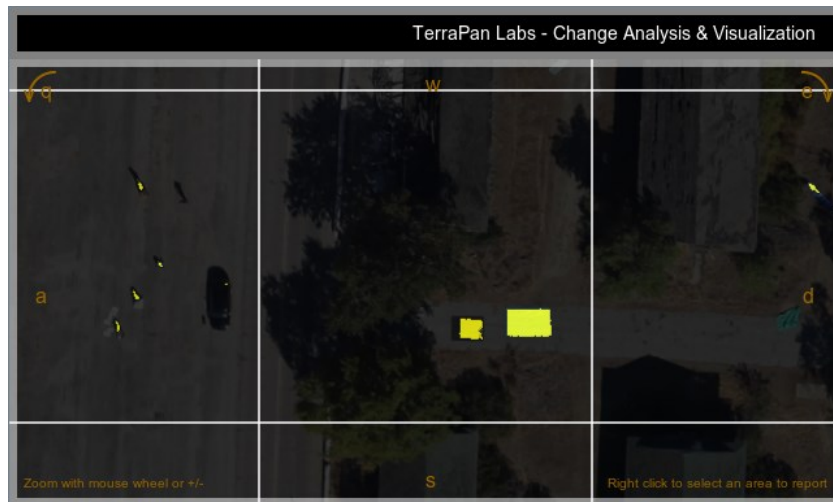 TerraPan Labs - Change Analysis & Visualization
q
w
e
a
d
Zoom with mouse wheel or +/-
s
Right click to select an area to report